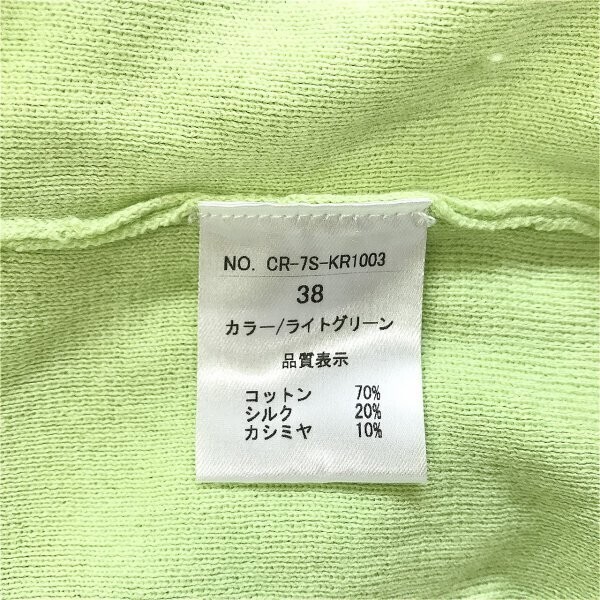 NO. CR-7S-KR1003
38
カラー/ライトグリーン
品質表示
コットン 70%
シルク 20%
カシミヤ 10%